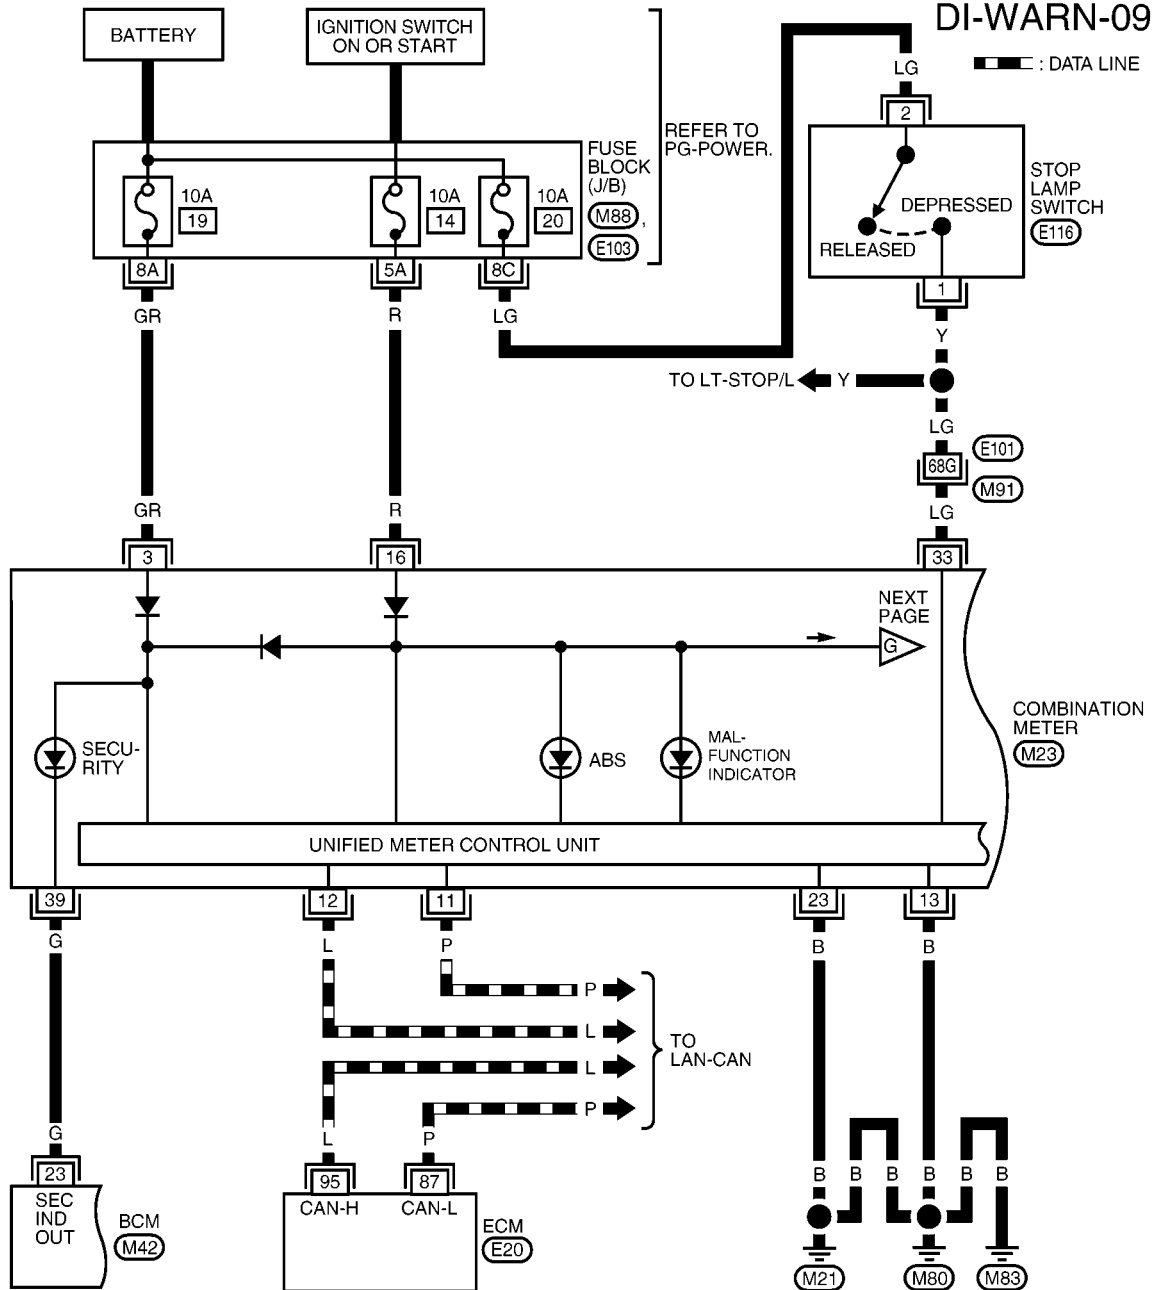 DI-WARN-09
: DATA LINE
BATTERY
IGNITION SWITCH
ON OR START
REFER TO
PG-POWER.
FUSE
BLOCK
(J/B)
M88 ,
E103
10A
19
10A
14
10A
20
8A
5A
8C
GR
R
LG
LG
2
STOP
LAMP
SWITCH
E116
DEPRESSED
RELEASED
1
Y
TO LT-STOP/L
Y
LG
E101
68G
M91
LG
GR
R
3
16
33
NEXT
PAGE
G
COMBINATION
METER
M23
SECU-
RITY
ABS
MAL-
FUNCTION
INDICATOR
UNIFIED METER CONTROL UNIT
39
12
11
23
13
G
L
P
B
B
P
L
L
P
TO
LAN-CAN
G
L
P
B
B
B
B
B
B
23
95
87
SEC
IND
OUT
BCM
M42
CAN-H
CAN-L
ECM
E20
M21
M80
M83